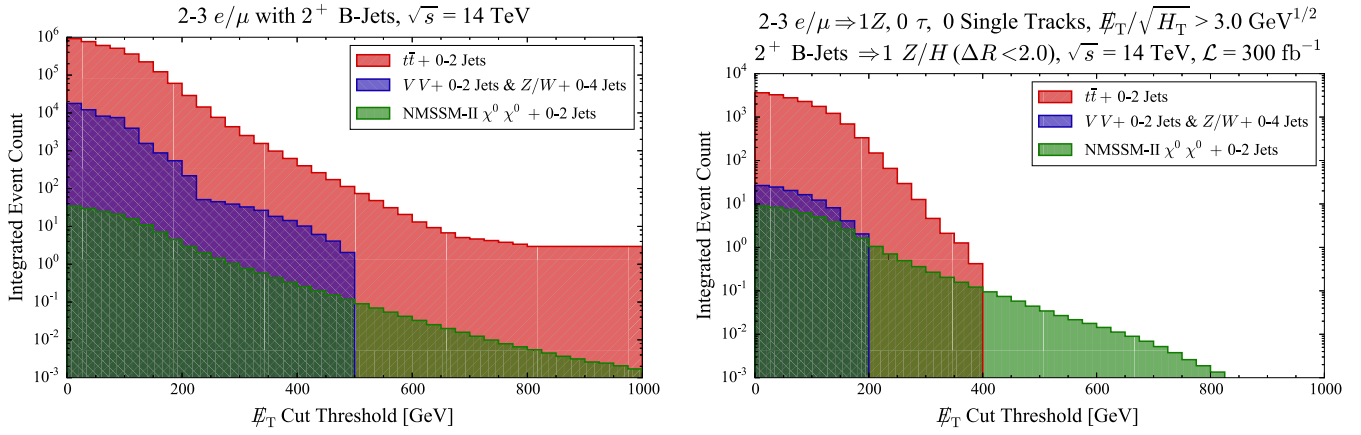 2-3 e/μ with 2⁺ B-Jets, √s = 14 TeV
10⁶
10⁵
10⁴
10³
10²
10¹
10⁰
10⁻¹
10⁻²
10⁻³
Integrated Event Count
tt̅ + 0-2 Jets
VV + 0-2 Jets & Z/W + 0-4 Jets
NMSSM-II χ⁰ χ⁰ + 0-2 Jets
0 200 400 600 800 1000
E̸_T Cut Threshold [GeV]
2-3 e/μ ⇒ 1Z, 0 τ, 0 Single Tracks, E̸_T/√H_T > 3.0 GeV^{1/2}
2⁺ B-Jets ⇒ 1 Z/H (ΔR < 2.0), √s = 14 TeV, ℒ = 300 fb⁻¹
10⁴
10³
10²
10¹
10⁰
10⁻¹
10⁻²
10⁻³
Integrated Event Count
tt̅ + 0-2 Jets
VV + 0-2 Jets & Z/W + 0-4 Jets
NMSSM-II χ⁰ χ⁰ + 0-2 Jets
0 200 400 600 800 1000
E̸_T Cut Threshold [GeV]